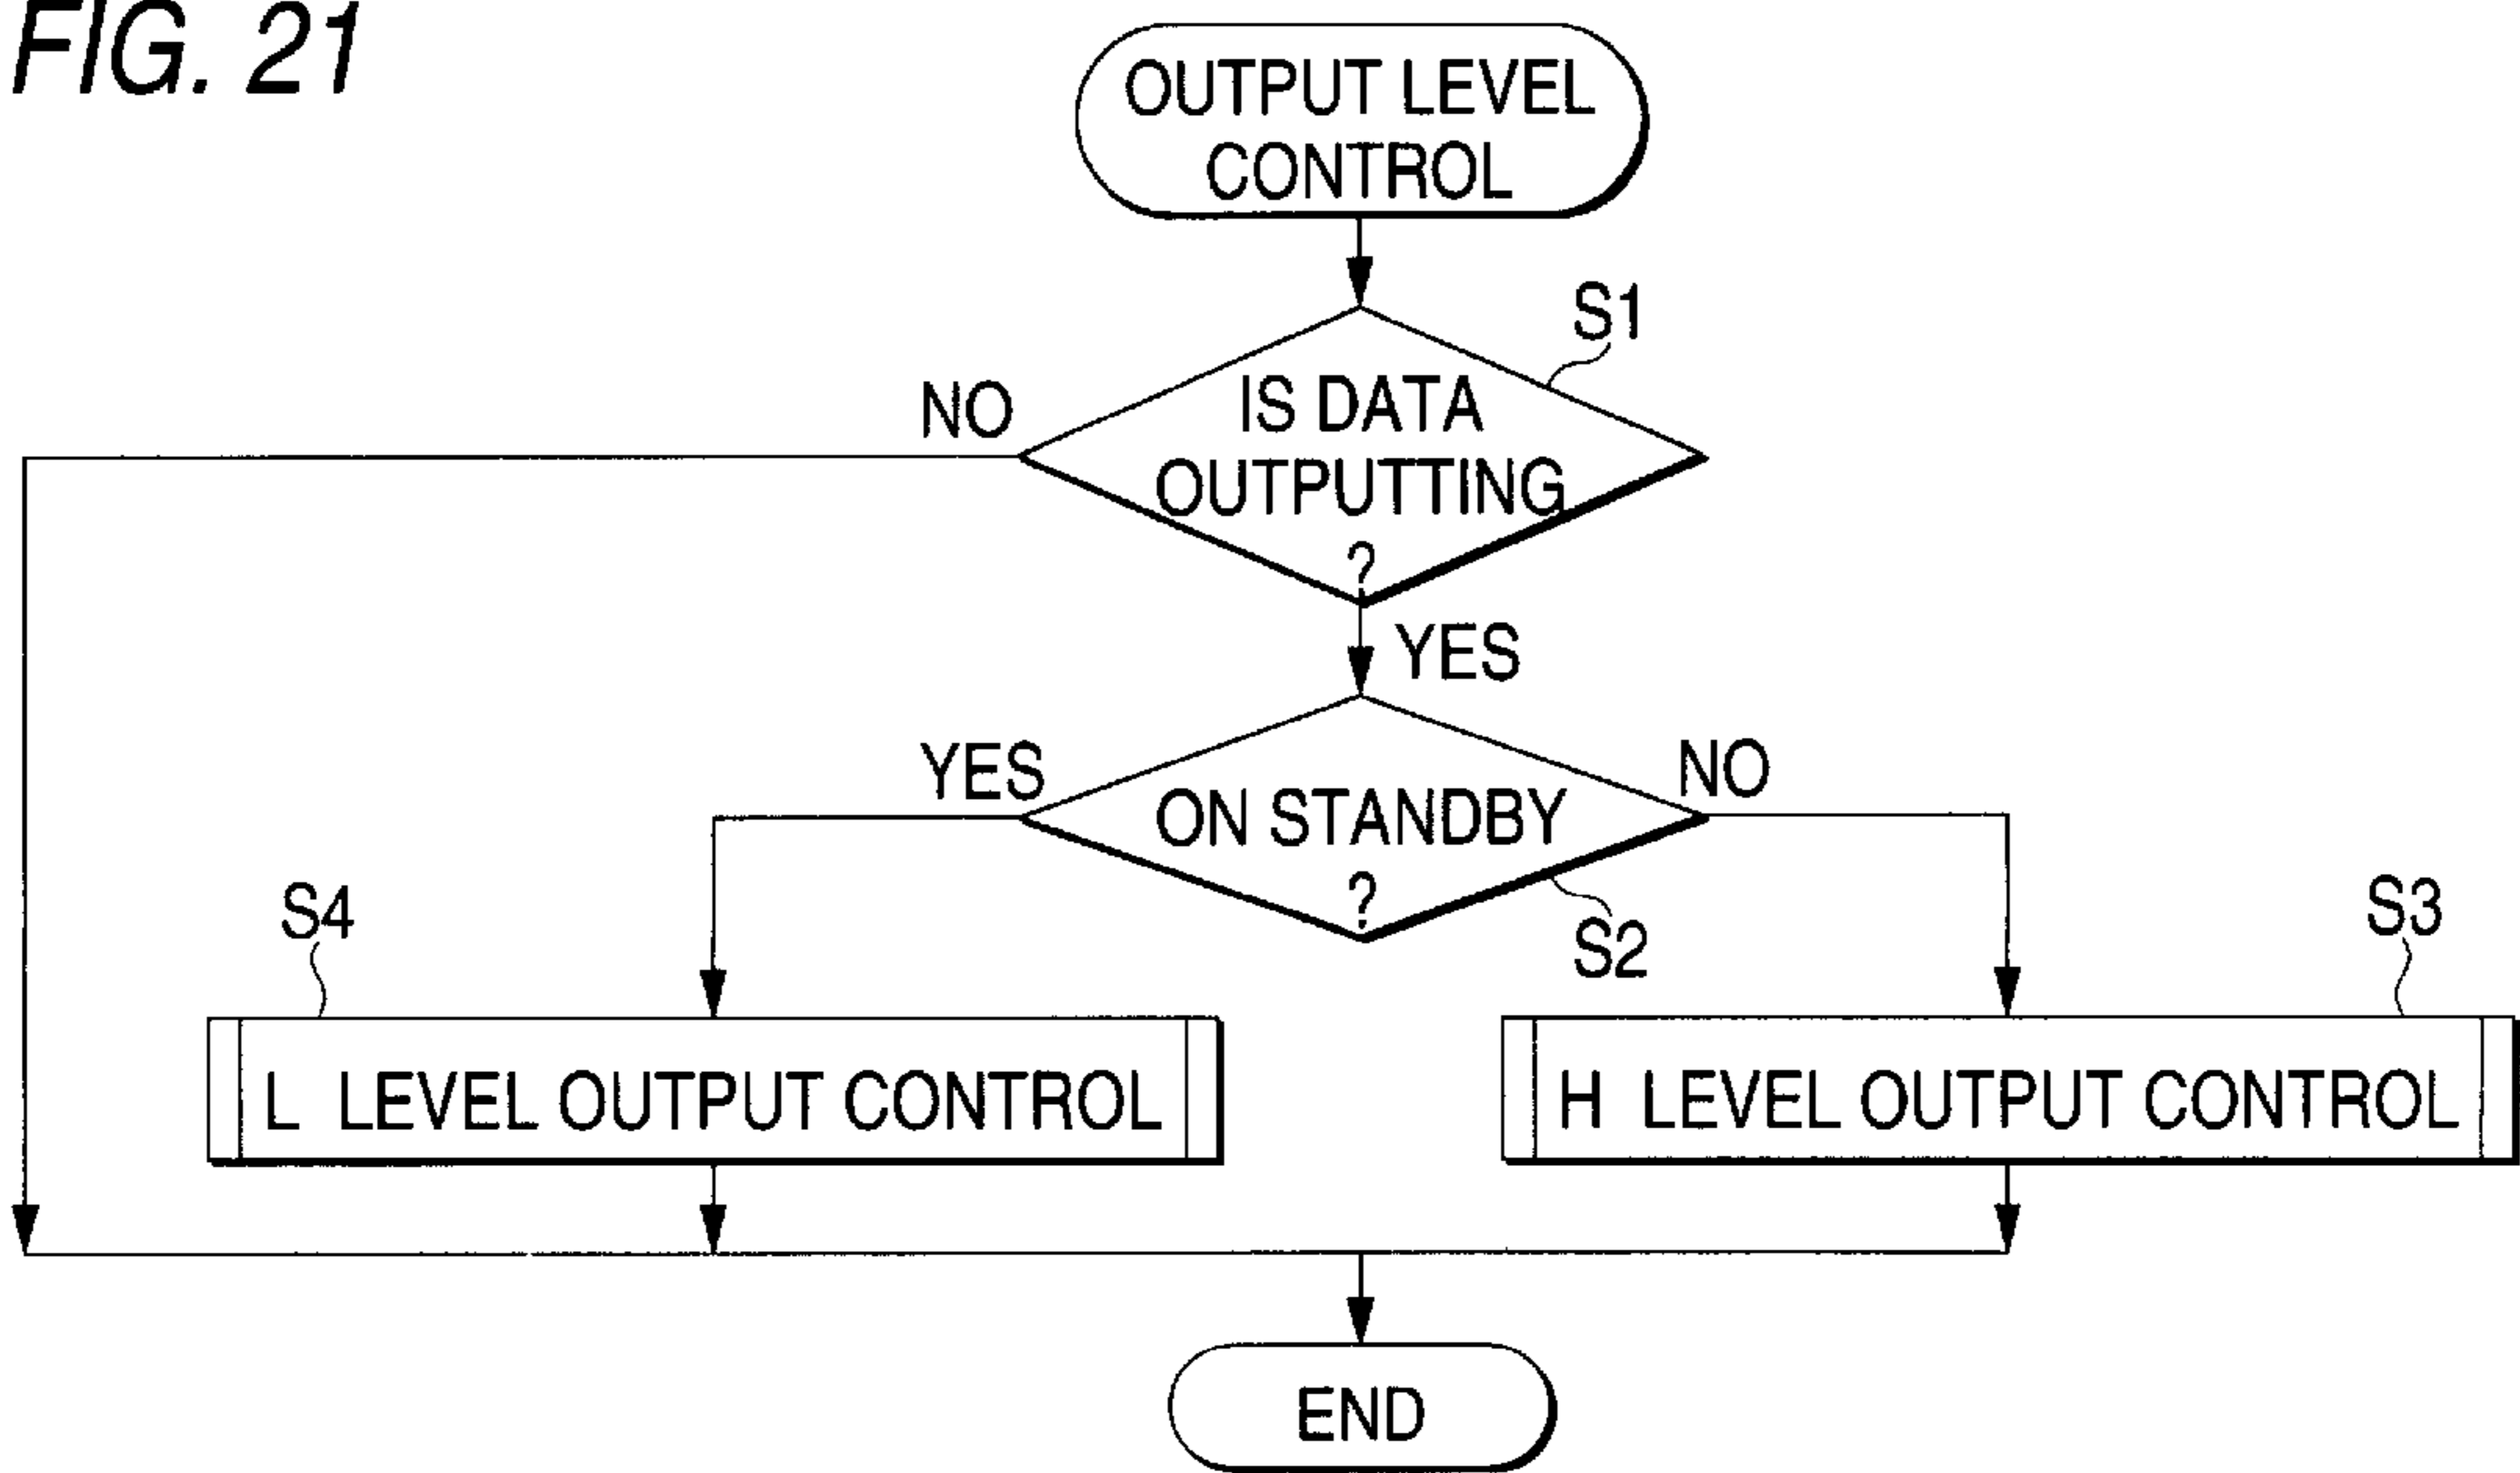 FIG. 21
OUTPUT LEVEL
CONTROL
S1
NO
IS DATA
OUTPUTTING
?
YES
YES
ON STANDBY
?
NO
S2
S4
S3
L LEVEL OUTPUT CONTROL
H LEVEL OUTPUT CONTROL
END